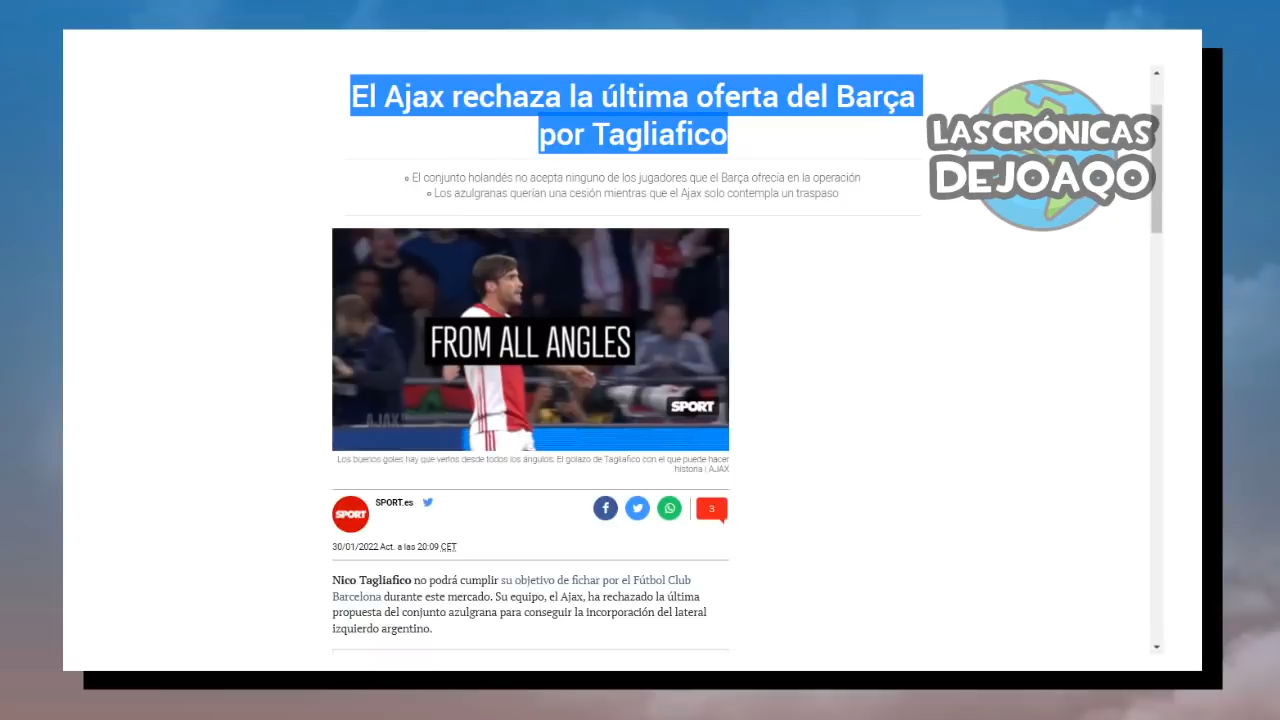 El Ajax rechaza la última oferta del Barça
por Tagliafico
LAS CRÓNICAS
DE JOAQO
El conjunto holandés no acepta ninguno de los jugadores que el Barça ofrecía en la operación
Los azulgranas querían una cesión mientras que el Ajax solo contempla un traspaso
FROM ALL ANGLES
SPORT
AJAX
Los buenos goles hay que verlos desde todos los ángulos: El golazo de Tagliafico con el que puede hacer
historia | AJAX
SPORT
SPORT.es
3
30/01/2022 Act. a las 20:09 CET
Nico Tagliafico no podrá cumplir su objetivo de fichar por el Fútbol Club
Barcelona durante este mercado. Su equipo, el Ajax, ha rechazado la última
propuesta del conjunto azulgrana para conseguir la incorporación del lateral
izquierdo argentino.